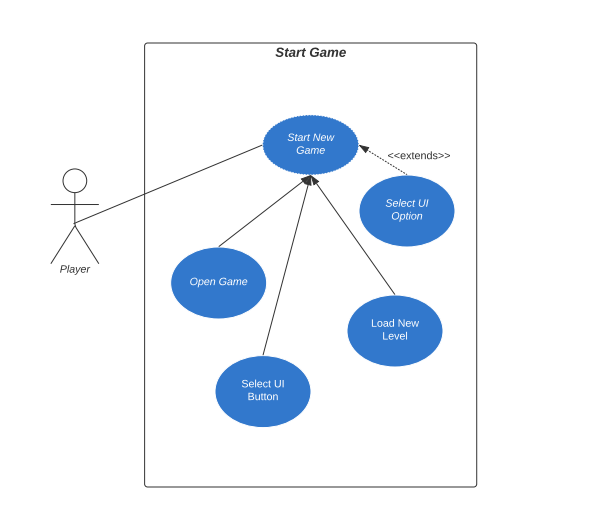 Start Game
Start New
Game
<<extends>>
Select UI
Option
Player
Open Game
Load New
Level
Select UI
Button